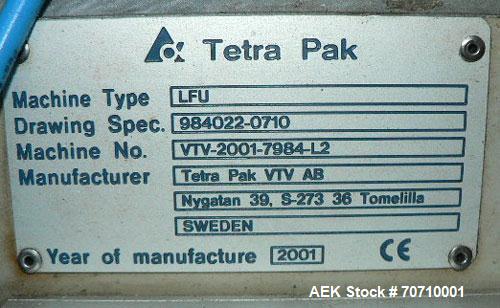 Tetra Pak
Machine Type LFU
Drawing Spec. 984022-0710
Machine No. VTV-2001-7984-L2
Manufacturer Tetra Pak VTV AB
Nygatan 39, S-273 36 Tomelilla
SWEDEN
Year of manufacture 2001 CE
AEK Stock # 70710001